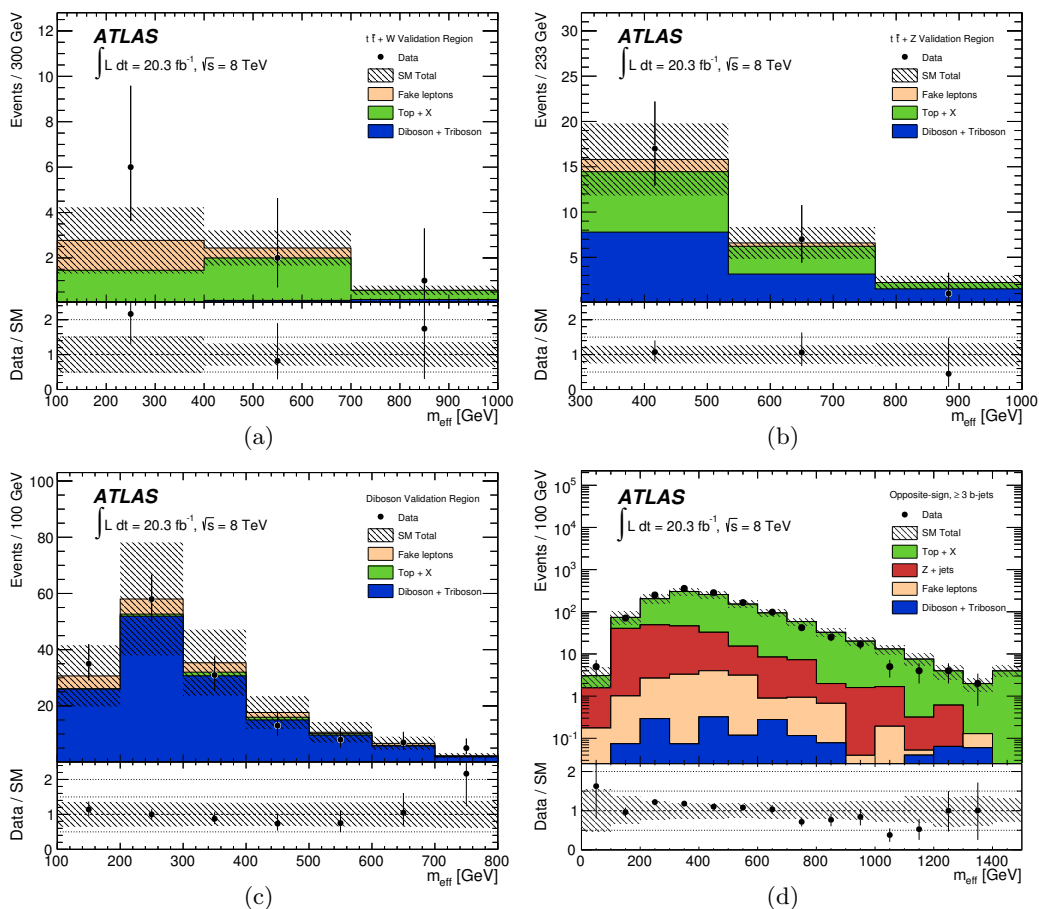 Events / 300 GeV
12
10
8
6
4
2
ATLAS
∫ L dt = 20.3 fb⁻¹, √s = 8 TeV
t t̄ + W Validation Region
Data
SM Total
Fake leptons
Top + X
Diboson + Triboson
Data / SM
2
1
0
100 200 300 400 500 600 700 800 900 1000
m_eff [GeV]
(a)
Events / 233 GeV
30
25
20
15
10
5
ATLAS
∫ L dt = 20.3 fb⁻¹, √s = 8 TeV
t t̄ + Z Validation Region
Data
SM Total
Fake leptons
Top + X
Diboson + Triboson
Data / SM
2
1
0
300 400 500 600 700 800 900 1000
m_eff [GeV]
(b)
Events / 100 GeV
100
80
60
40
20
ATLAS
∫ L dt = 20.3 fb⁻¹, √s = 8 TeV
Diboson Validation Region
Data
SM Total
Fake leptons
Top + X
Diboson + Triboson
Data / SM
2
1
0
100 200 300 400 500 600 700 800
m_eff [GeV]
(c)
Events / 100 GeV
10⁵
10⁴
10³
10²
10
1
10⁻¹
ATLAS
∫ L dt = 20.3 fb⁻¹, √s = 8 TeV
Opposite-sign, ≥ 3 b-jets
Data
SM Total
Top + X
Z + jets
Fake leptons
Diboson + Triboson
Data / SM
2
1
0
0 200 400 600 800 1000 1200 1400
m_eff [GeV]
(d)